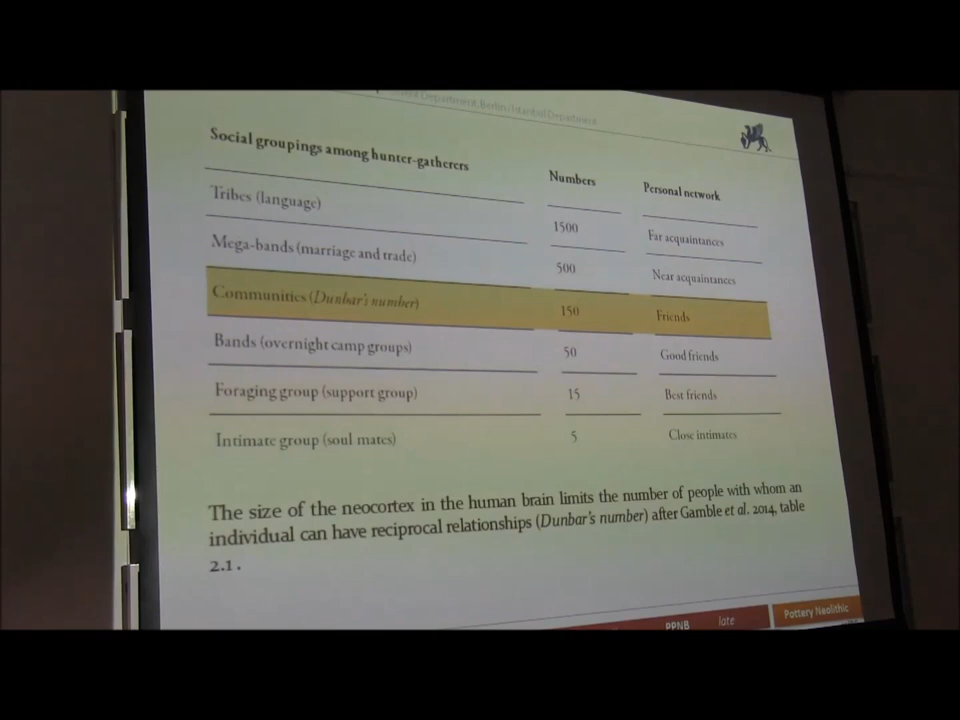 Department, Berlin / Istanbul Department
Social groupings among hunter-gatherers Numbers Personal network
Tribes (language) 1500 Far acquaintances
Mega-bands (marriage and trade) 500 Near acquaintances
Communities (Dunbar's number) 150 Friends
Bands (overnight camp groups) 50 Good friends
Foraging group (support group) 15 Best friends
Intimate group (soul mates) 5 Close intimates
The size of the neocortex in the human brain limits the number of people with whom an
individual can have reciprocal relationships (Dunbar's number) after Gamble et al. 2014, table
2.1.
PPNB late Pottery Neolithic